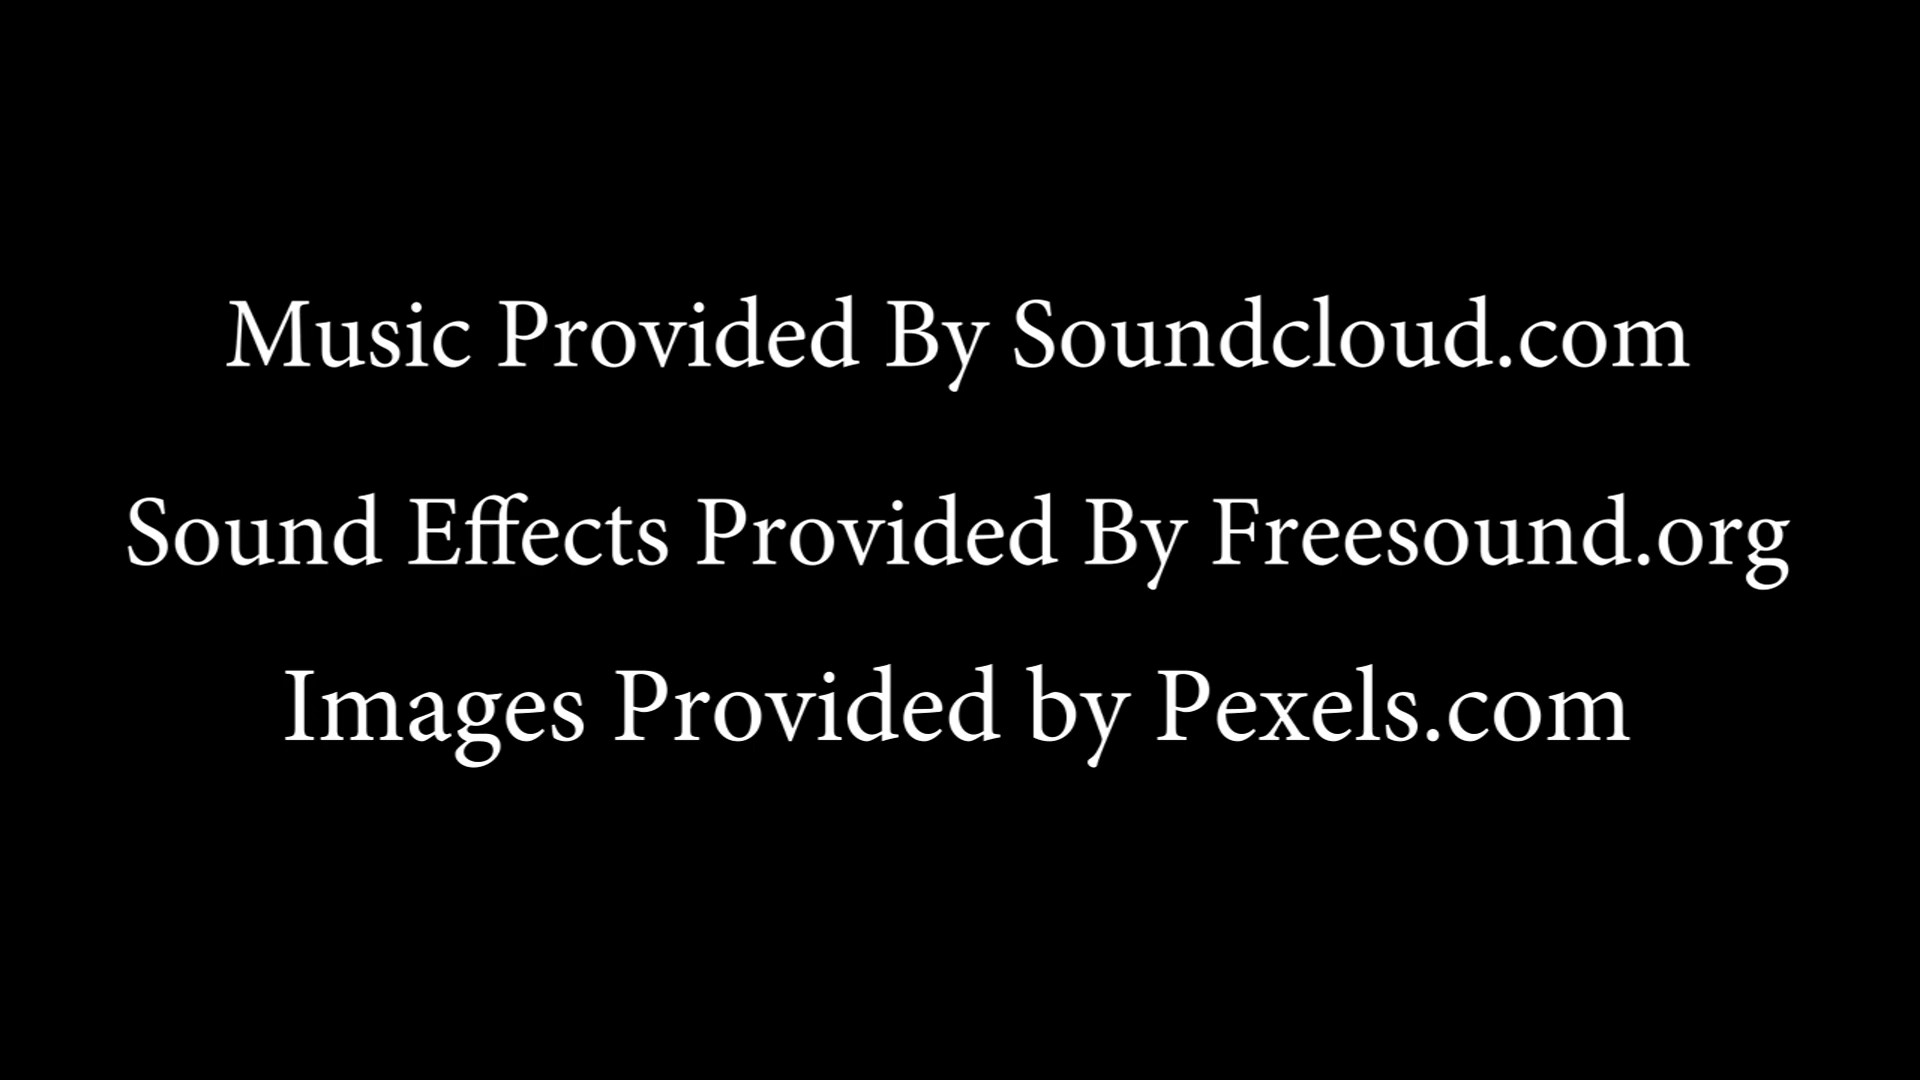 Music Provided By Soundcloud.com
Sound Effects Provided By Freesound.org
Images Provided by Pexels.com